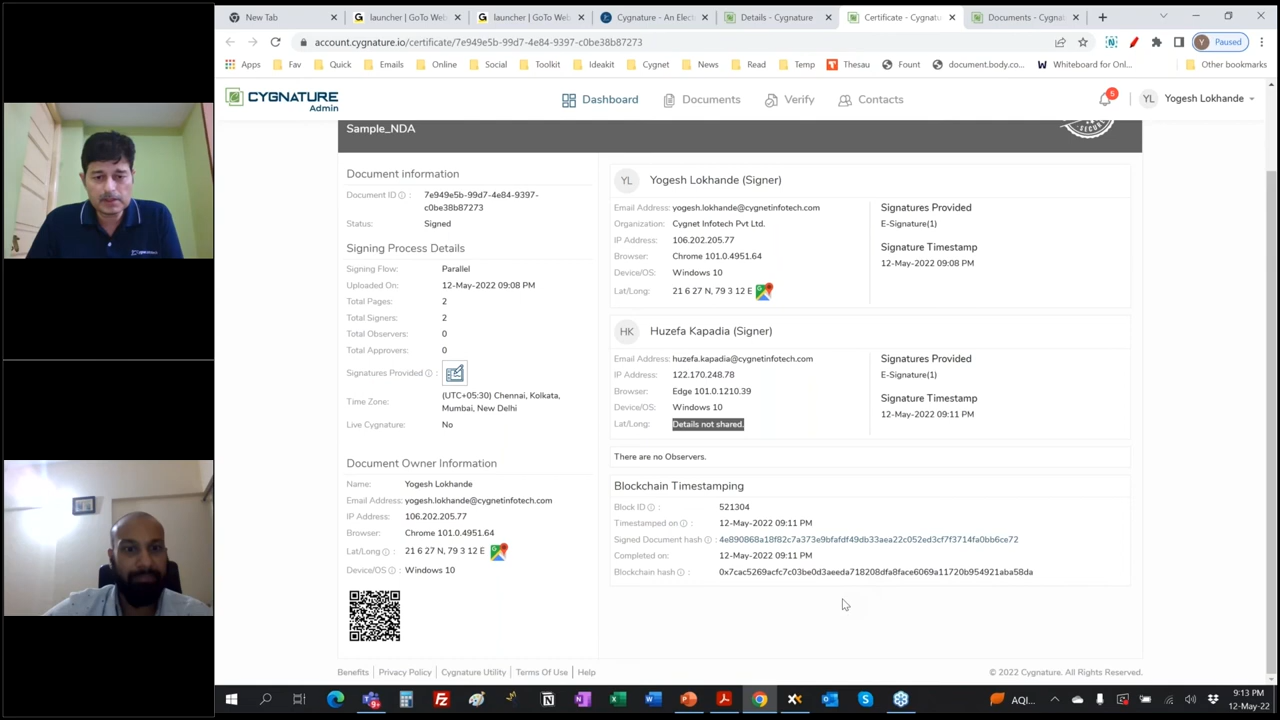 New Tab
launcher | GoTo Web
launcher | GoTo Web
Cygnature - An Elect
Details - Cygnature
Certificate - Cygnatu
Documents - Cygna
account.cygnature.io/certificate/7e949e5b-99d7-4e84-9397-c0be38b87273
Paused
Apps
Fav
Quick
Emails
Online
Social
Toolkit
Ideakit
Cygnet
News
Read
Temp
Thesau
Fount
document.body.co...
Whiteboard for Onl...
Other bookmarks
CYGNATURE
Admin
Dashboard
Documents
Verify
Contacts
5
YL
Yogesh Lokhande
Sample_NDA
Document information
Document ID : 7e949e5b-99d7-4e84-9397-
c0be38b87273
Status: Signed
Signing Process Details
Signing Flow: Parallel
Uploaded On: 12-May-2022 09:08 PM
Total Pages: 2
Total Signers: 2
Total Observers: 0
Total Approvers: 0
Signatures Provided :
Time Zone: (UTC+05:30) Chennai, Kolkata,
Mumbai, New Delhi
Live Cygnature: No
Document Owner Information
Name: Yogesh Lokhande
Email Address: yogesh.lokhande@cygnetinfotech.com
IP Address: 106.202.205.77
Browser: Chrome 101.0.4951.64
Lat/Long : 21 6 27 N, 79 3 12 E
Device/OS : Windows 10
YL
Yogesh Lokhande (Signer)
Email Address: yogesh.lokhande@cygnetinfotech.com
Organization: Cygnet Infotech Pvt Ltd.
IP Address: 106.202.205.77
Browser: Chrome 101.0.4951.64
Device/OS: Windows 10
Lat/Long: 21 6 27 N, 79 3 12 E
Signatures Provided
E-Signature(1)
Signature Timestamp
12-May-2022 09:08 PM
HK
Huzefa Kapadia (Signer)
Email Address: huzefa.kapadia@cygnetinfotech.com
IP Address: 122.170.248.78
Browser: Edge 101.0.1210.39
Device/OS: Windows 10
Lat/Long: Details not shared.
Signatures Provided
E-Signature(1)
Signature Timestamp
12-May-2022 09:11 PM
There are no Observers.
Blockchain Timestamping
Block ID : 521304
Timestamped on : 12-May-2022 09:11 PM
Signed Document hash : 4e890868a18f82c7a373e9bfafdf49db33aea22c052ed3cf7f3714fa0bb6ce72
Completed on: 12-May-2022 09:11 PM
Blockchain hash : 0x7cac5269acfc7c03be0d3aeeda718208dfa8face6069a11720b954921aba58da
Benefits | Privacy Policy | Cygnature Utility | Terms Of Use | Help
© 2022 Cygnature. All Rights Reserved.
AQI...
9:13 PM
12-May-22